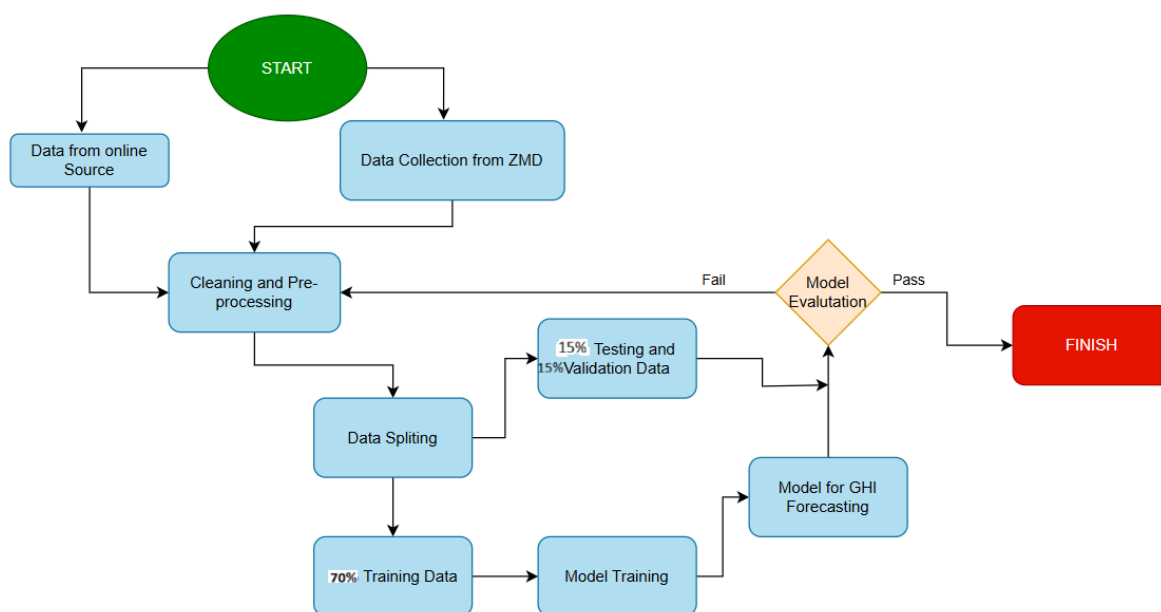 START
Data from online
Source
Data Collection from ZMD
Cleaning and Pre-
processing
Fail
Model
Evalutation
Pass
FINISH
15% Testing and
15%Validation Data
Data Spliting
Model for GHI
Forecasting
70% Training Data
Model Training